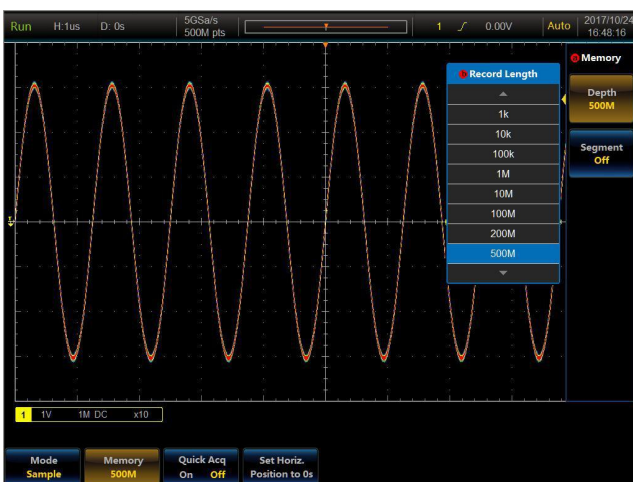 Run H:1us D: 0s 5GSa/s 1 0.00V Auto 2017/10/24
500M pts 16:48:16
Memory
Record Length
Depth
500M
1k
10k
100k
Segment
Off
1M
10M
100M
200M
500M
1 1V 1M DC x10
Mode Memory Quick Acq Set Horiz.
Sample 500M On Off Position to 0s